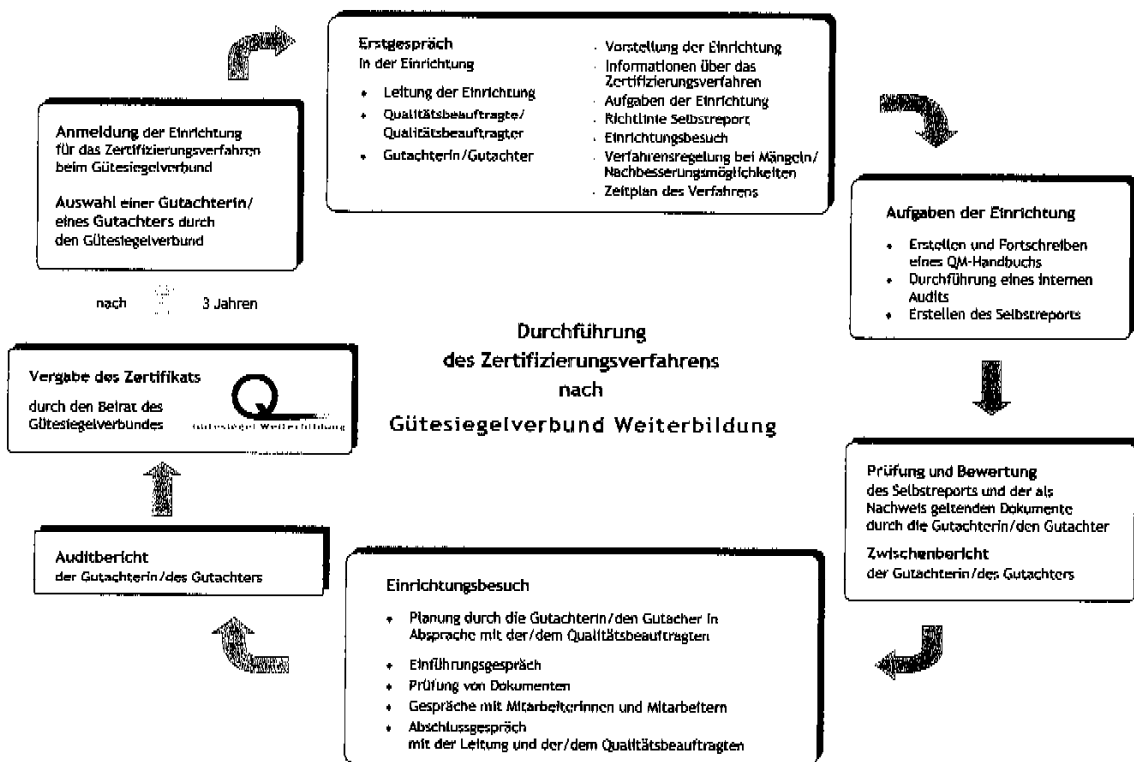 Anmeldung der Einrichtung
für das Zertifizierungsverfahren
beim Gütesiegelverbund
Auswahl einer Gutachterin/
eines Gutachters durch
den Gütesiegelverbund
Erstgespräch
in der Einrichtung
• Leitung der Einrichtung
• Qualitätsbeauftragte/
Qualitätsbeauftragter
• Gutachterin/Gutachter
· Vorstellung der Einrichtung
· Informationen über das
Zertifizierungsverfahren
· Aufgaben der Einrichtung
· Richtlinie Selbstreport
· Einrichtungsbesuch
· Verfahrensregelung bei Mängeln/
Nachbesserungsmöglichkeiten
· Zeitplan des Verfahrens
Aufgaben der Einrichtung
• Erstellen und Fortschreiben
eines QM-Handbuchs
• Durchführung eines internen
Audits
• Erstellen des Selbstreports
Prüfung und Bewertung
des Selbstreports und der als
Nachweis geltenden Dokumente
durch die Gutachterin/den Gutachter
Zwischenbericht
der Gutachterin/des Gutachters
Einrichtungsbesuch
• Planung durch die Gutachterin/den Gutacher in
Absprache mit der/dem Qualitätsbeauftragten
• Einführungsgespräch
• Prüfung von Dokumenten
• Gespräche mit Mitarbeiterinnen und Mitarbeitern
• Abschlussgespräch
mit der Leitung und der/dem Qualitätsbeauftragten
Auditbericht
der Gutachterin/des Gutachters
Vergabe des Zertifikats
durch den Beirat des
Gütesiegelverbundes
Q
Gütesiegel Weiterbildung
nach 3 Jahren
Durchführung
des Zertifizierungsverfahrens
nach
Gütesiegelverbund Weiterbildung